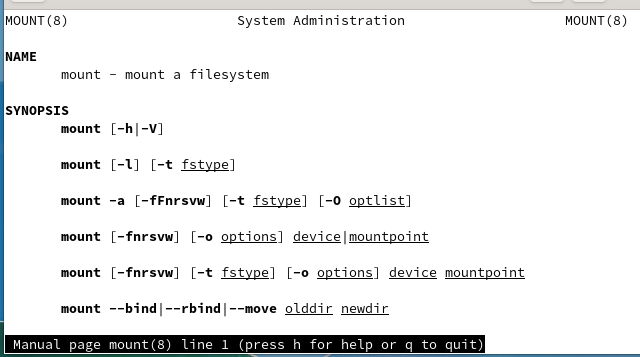 MOUNT(8) System Administration MOUNT(8)
NAME
mount - mount a filesystem
SYNOPSIS
mount [-h|-V]
mount [-l] [-t fstype]
mount -a [-fFnrsvw] [-t fstype] [-O optlist]
mount [-fnrsvw] [-o options] device|mountpoint
mount [-fnrsvw] [-t fstype] [-o options] device mountpoint
mount --bind|--rbind|--move olddir newdir
Manual page mount(8) line 1 (press h for help or q to quit)